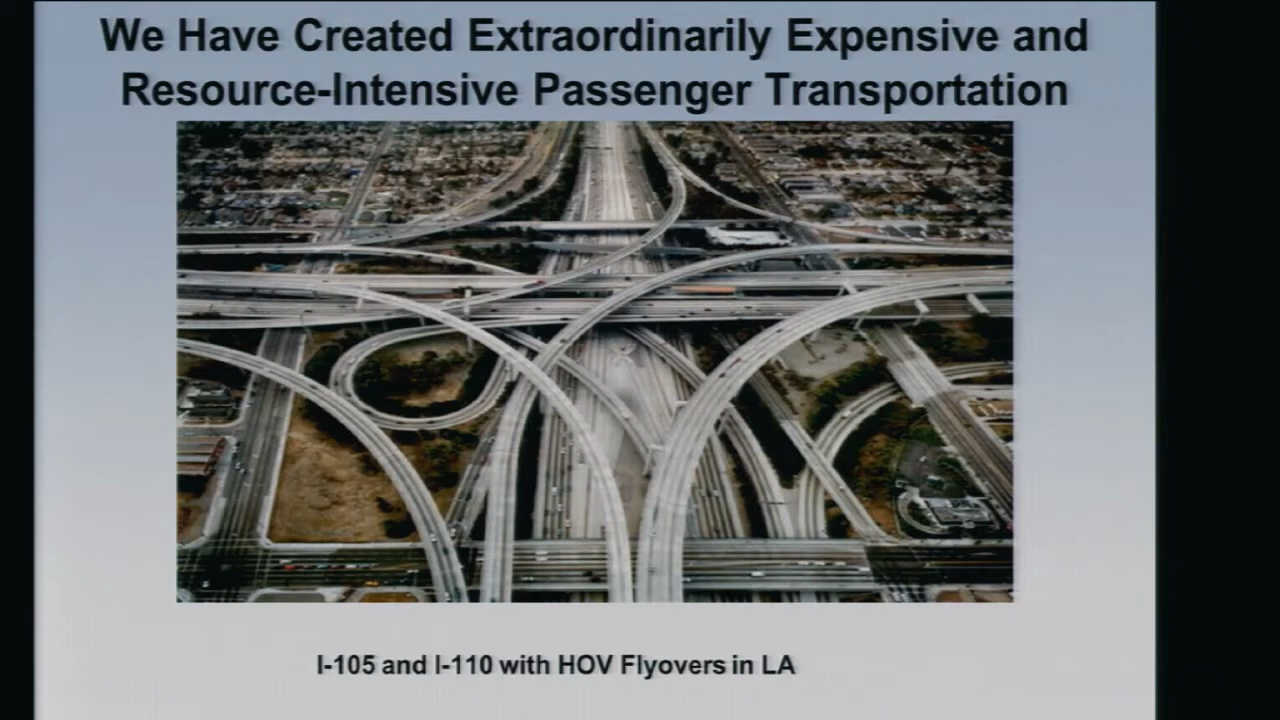 We Have Created Extraordinarily Expensive and
Resource-Intensive Passenger Transportation
I-105 and I-110 with HOV Flyovers in LA